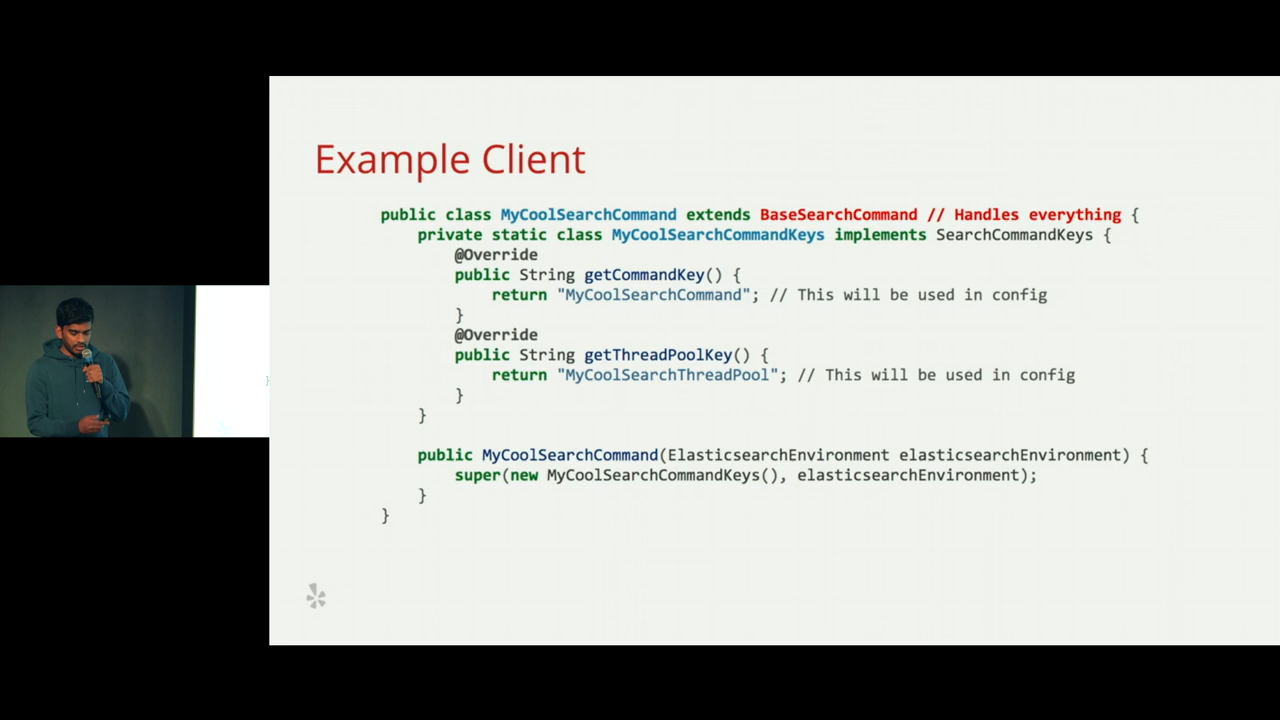 Example Client
public class MyCoolSearchCommand extends BaseSearchCommand // Handles everything {
    private static class MyCoolSearchCommandKeys implements SearchCommandKeys {
        @Override
        public String getCommandKey() {
            return "MyCoolSearchCommand"; // This will be used in config
        }
        @Override
        public String getThreadPoolKey() {
            return "MyCoolSearchThreadPool"; // This will be used in config
        }
    }
    public MyCoolSearchCommand(ElasticsearchEnvironment elasticsearchEnvironment) {
        super(new MyCoolSearchCommandKeys(), elasticsearchEnvironment);
    }
}